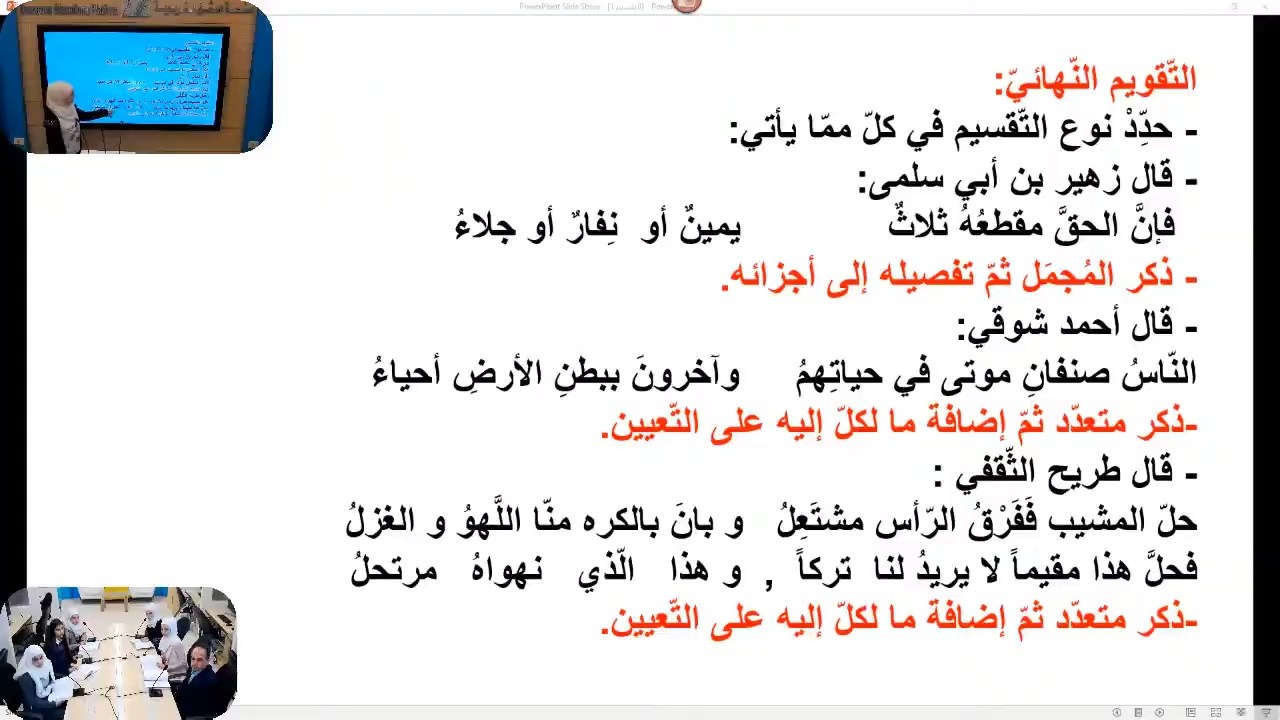 PowerPoint Slide Show
التّقويم النّهائيّ:
- حدِّدْ نوع التّقسيم في كلّ ممّا يأتي:
- قال زهير بن أبي سلمى:
فإنَّ الحقَّ مقطعُهُ ثلاثٌ يمينٌ أو نِفارٌ أو جلاءُ
- ذكر المُجمَل ثمّ تفصيله إلى أجزائه.
- قال أحمد شوقي:
النّاسُ صنفانِ موتى في حياتِهمُ وآخرونَ ببطنِ الأرضِ أحياءُ
-ذكر متعدّد ثمّ إضافة ما لكلّ إليه على التّعيين.
- قال طريح الثّقفي :
حلّ المشيب فَفَرْقُ الرّأس مشتَعِلُ و بانَ بالكره منّا اللَّهوُ و الغزلُ
فحلَّ هذا مقيماً لا يريدُ لنا تركاً , و هذا الّذي نهواهُ مرتحلُ
-ذكر متعدّد ثمّ إضافة ما لكلّ إليه على التّعيين.